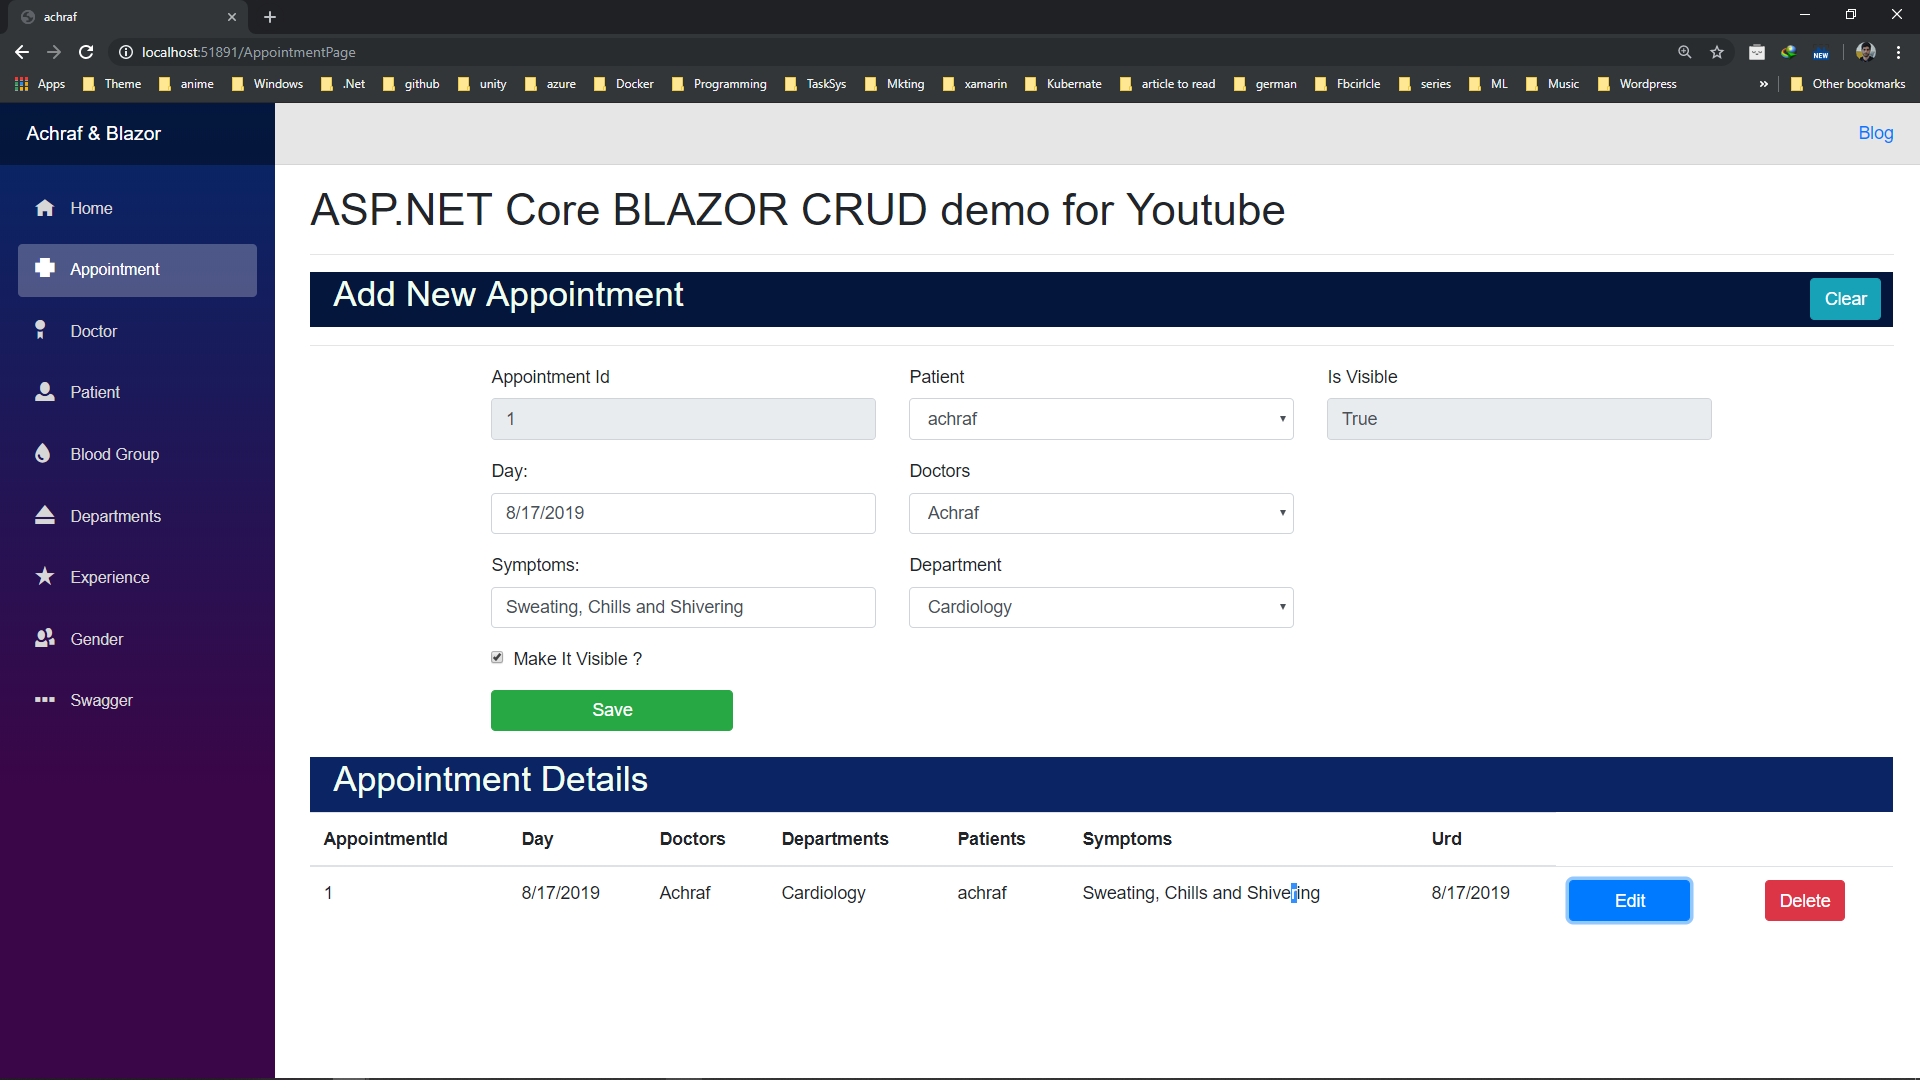 achraf
localhost:51891/AppointmentPage
NEW
Apps Theme anime Windows .Net github unity azure Docker Programming TaskSys Mkting xamarin Kubernate article to read german Fbcirlcle series ML Music Wordpress » Other bookmarks
Achraf & Blazor
Blog
Home
Appointment
Doctor
Patient
Blood Group
Departments
Experience
Gender
Swagger
ASP.NET Core BLAZOR CRUD demo for Youtube
Add New Appointment
Clear
Appointment Id Patient Is Visible
1 achraf True
Day: Doctors
8/17/2019 Achraf
Symptoms: Department
Sweating, Chills and Shivering Cardiology
Make It Visible ?
Save
Appointment Details
AppointmentId Day Doctors Departments Patients Symptoms Urd
1 8/17/2019 Achraf Cardiology achraf Sweating, Chills and Shivering 8/17/2019 Edit Delete